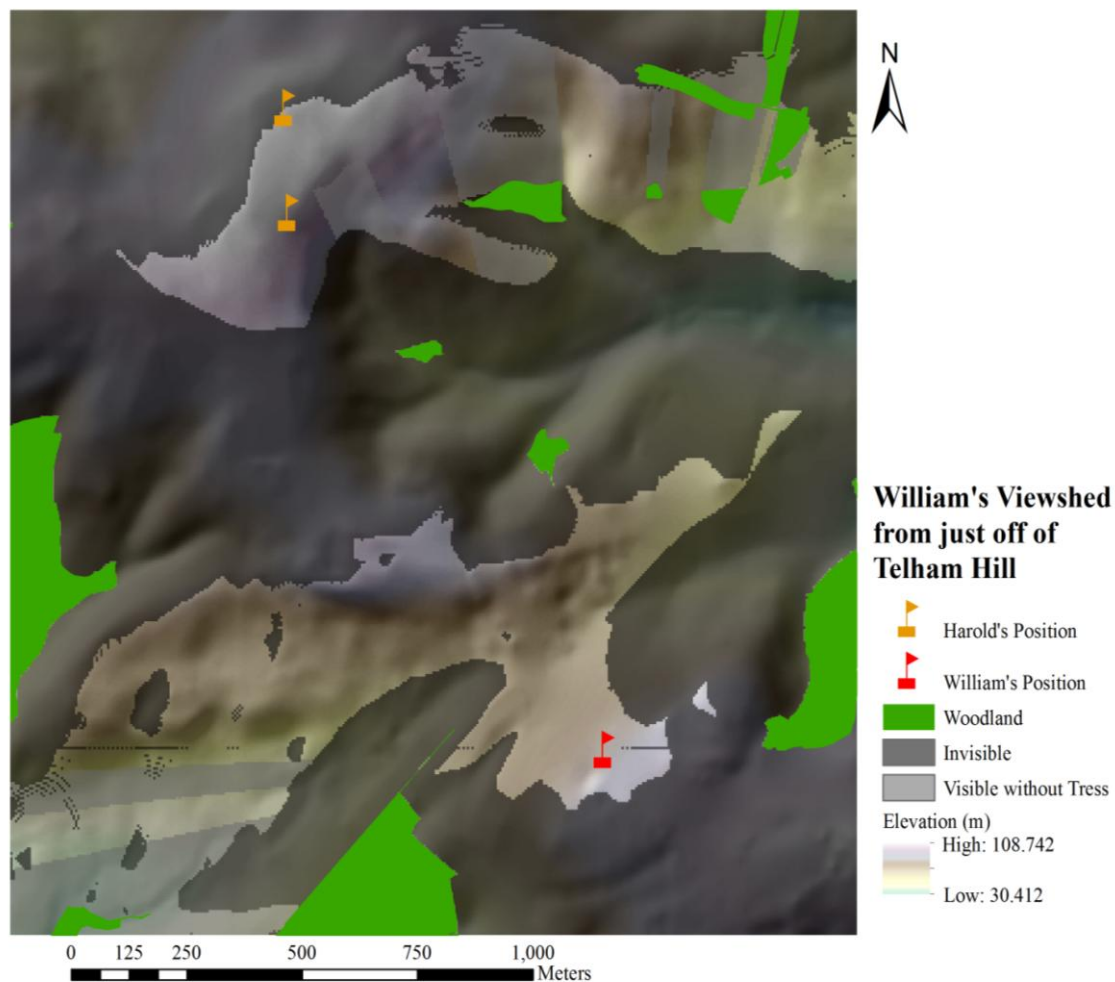 N
William's Viewshed
from just off of
Telham Hill
Harold's Position
William's Position
Woodland
Invisible
Visible without Tress
Elevation (m)
High: 108.742
Low: 30.412
0 125 250 500 750 1,000
Meters